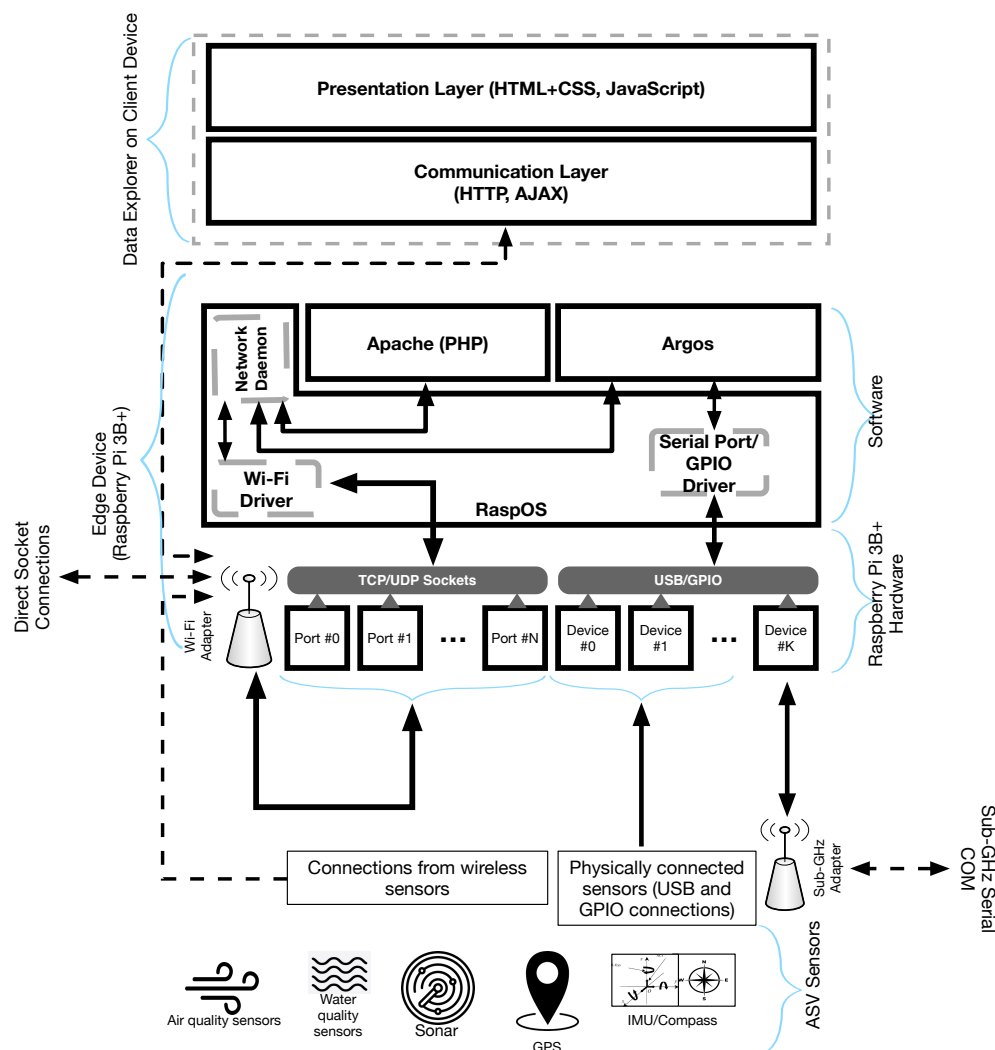 Data Explorer on Client Device
Presentation Layer (HTML+CSS, JavaScript)
Communication Layer
(HTTP, AJAX)
Edge Device
(Raspberry Pi 3B+)
Network
Daemon
Apache (PHP)
Argos
Software
Wi-Fi
Driver
Serial Port/
GPIO
Driver
RaspOS
Direct Socket
Connections
Wi-Fi
Adapter
TCP/UDP Sockets
USB/GPIO
Port #0
Port #1
...
Port #N
Device
#0
Device
#1
...
Device
#K
Raspberry Pi 3B+
Hardware
Connections from wireless
sensors
Physically connected
sensors (USB and
GPIO connections)
Sub-GHz
Adapter
Sub-GHz Serial
COM
ASV Sensors
Air quality sensors
Water
quality
sensors
Sonar
GPS
N
W
E
S
IMU/Compass